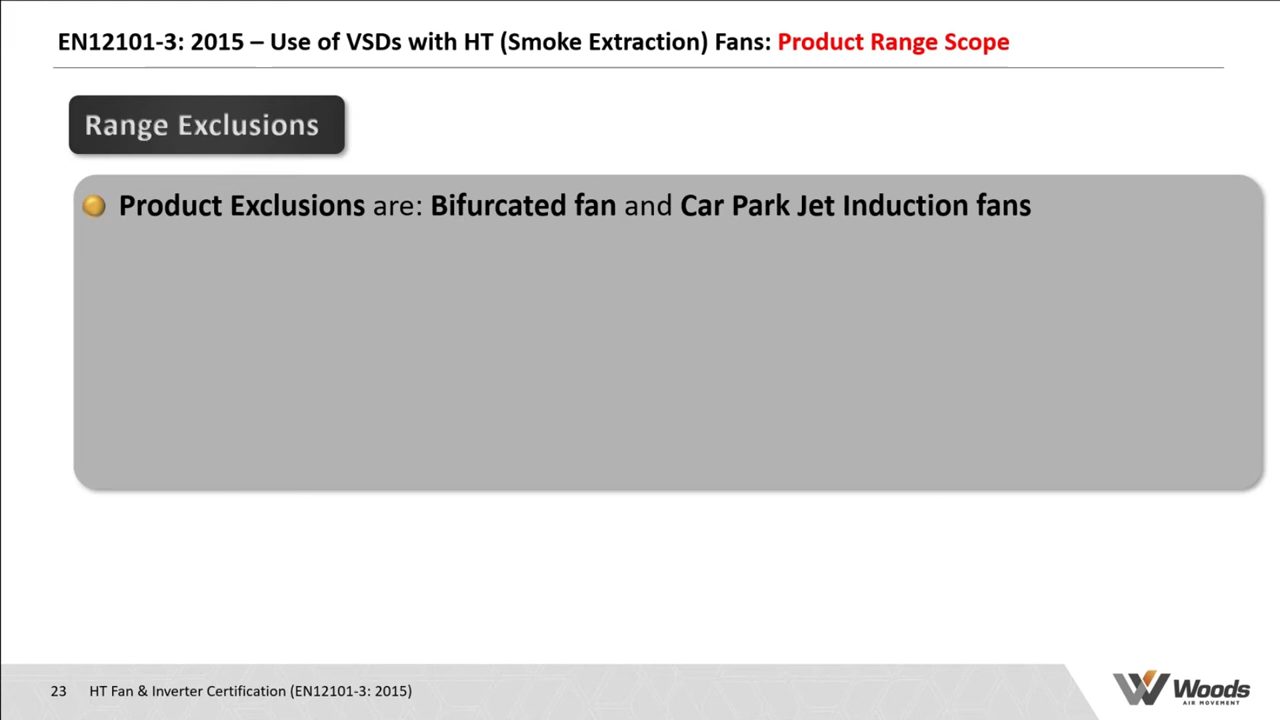 EN12101-3: 2015 – Use of VSDs with HT (Smoke Extraction) Fans: Product Range Scope
Range Exclusions
Product Exclusions are: Bifurcated fan and Car Park Jet Induction fans
23 HT Fan & Inverter Certification (EN12101-3: 2015)
Woods
AIR MOVEMENT